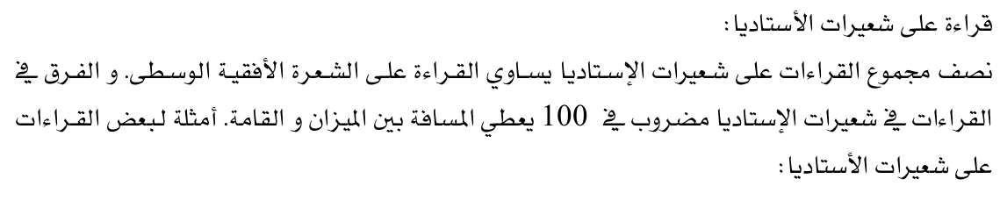 قراءة على شعيرات الأستاديا:
نصف مجموع القراءات على شعيرات الإستاديا يساوي القراءة على الشعرة الأفقية الوسطى. و الفرق في
القراءات في شعيرات الإستاديا مضروب في 100 يعطي المسافة بين الميزان و القامة. أمثلة لبعض القراءات
على شعيرات الأستاديا: